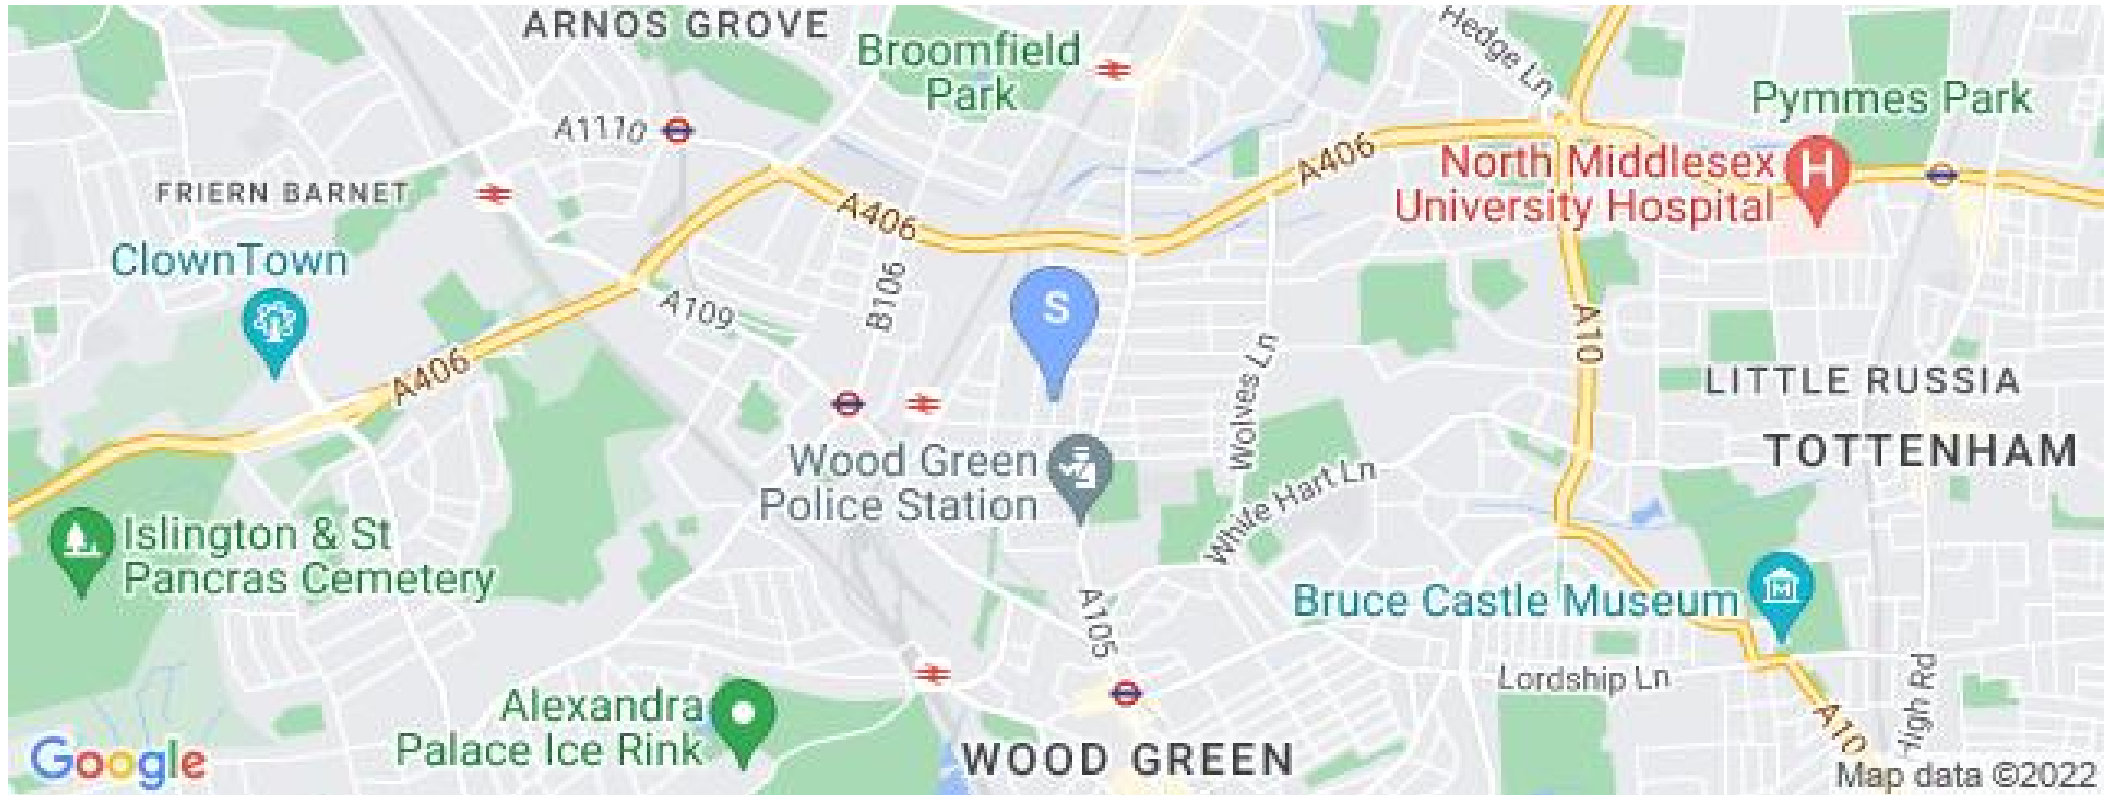 ARNOS GROVE
Broomfield
Park
Hedge Ln
Pymmes Park
A1110
A406
North Middlesex
University Hospital
H
FRIERN BARNET
A406
ClownTown
B106
A109
S
A10
Wolves Ln
A406
LITTLE RUSSIA
TOTTENHAM
Wood Green
Police Station
White Hart Ln
Islington & St
Pancras Cemetery
A105
Bruce Castle Museum
M
Lordship Ln
High Rd
Alexandra
Palace Ice Rink
A10
WOOD GREEN
Google
Map data ©2022